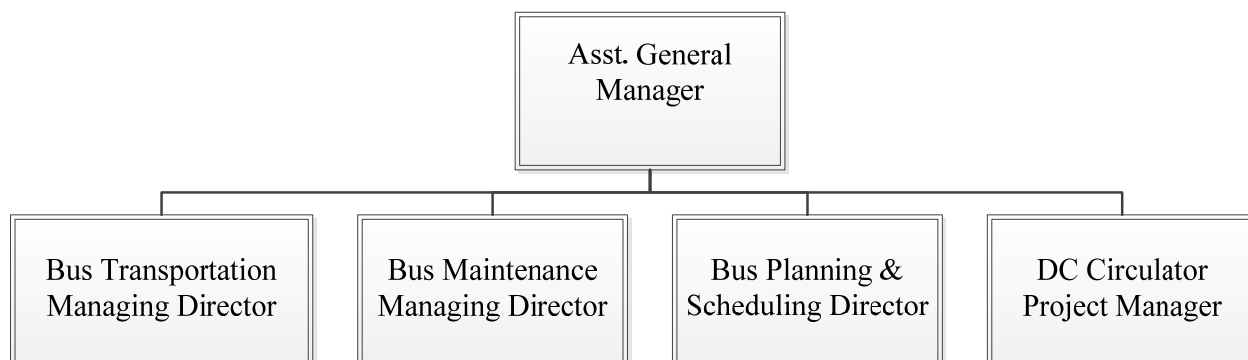 Asst. General
Manager
Bus Transportation
Managing Director
Bus Maintenance
Managing Director
Bus Planning &
Scheduling Director
DC Circulator
Project Manager